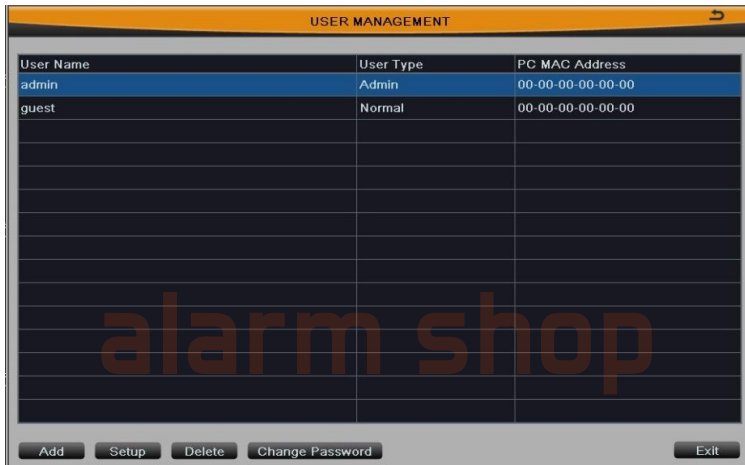 USER MANAGEMENT
User Name User Type PC MAC Address
admin Admin 00-00-00-00-00-00
guest Normal 00-00-00-00-00-00
alarm shop
Add Setup Delete Change Password Exit